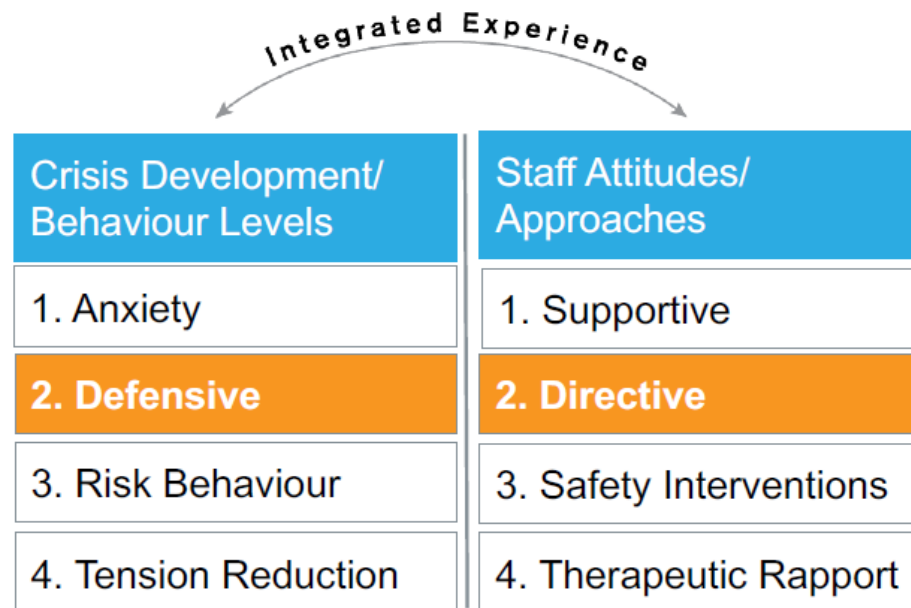 Integrated Experience
Crisis Development/
Behaviour Levels
Staff Attitudes/
Approaches
1. Anxiety
1. Supportive
2. Defensive
2. Directive
3. Risk Behaviour
3. Safety Interventions
4. Tension Reduction
4. Therapeutic Rapport